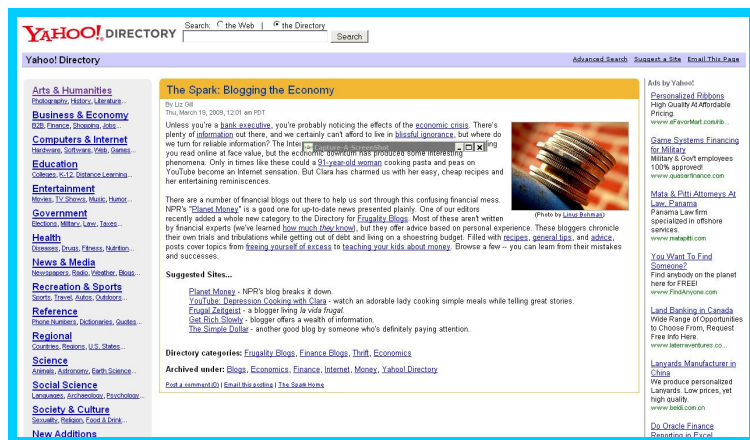 YAHOO! DIRECTORY
Search: the Web | the Directory
Search
Yahoo! Directory
Advanced Search Suggest a Site Email This Page
Arts & Humanities
Photography, History, Literature...
Business & Economy
B2B, Finance, Shopping, Jobs...
Computers & Internet
Hardware, Software, Web, Games...
Education
Colleges, K-12, Distance Learning...
Entertainment
Movies, TV Shows, Music, Humor...
Government
Elections, Military, Law, Taxes...
Health
Diseases, Drugs, Fitness, Nutrition...
News & Media
Newspapers, Radio, Weather, Blogs...
Recreation & Sports
Sports, Travel, Autos, Outdoors...
Reference
Phone Numbers, Dictionaries, Quotes...
Regional
Countries, Regions, U.S. States...
Science
Animals, Astronomy, Earth Science...
Social Science
Languages, Archaeology, Psychology...
Society & Culture
Sexuality, Religion, Food & Drink...
New Additions
The Spark: Blogging the Economy
By Liz Gill
Thu, March 19, 2009, 12:01 am PDT
Unless you're a bank executive, you're probably noticing the effects of the economic crisis. There's
plenty of information out there, and we certainly can't afford to live in blissful ignorance, but where do
we turn for reliable information? The Inter
Capture-A-ScreenShot
ing
you read online at face value, but the economic downturn has produced some interesting
phenomena. Only in times like these could a 91-year-old woman cooking pasta and peas on
YouTube become an Internet sensation. But Clara has charmed us with her easy, cheap recipes and
her entertaining reminiscences.
(Photo by Linus Bohman)
There are a number of financial blogs out there to help us sort through this confusing financial mess.
NPR's "Planet Money" is a good one for up-to-date news presented plainly. One of our editors
recently added a whole new category to the Directory for Frugality Blogs. Most of these aren't written
by financial experts (we've learned how much they know), but they offer advice based on personal experience. These bloggers chronicle
their own trials and tribulations while getting out of debt and living on a shoestring budget. Filled with recipes, general tips, and advice,
posts cover topics from freeing yourself of excess to teaching your kids about money. Browse a few -- you can learn from their mistakes
and successes.
Suggested Sites...
Planet Money - NPR's blog breaks it down.
YouTube: Depression Cooking with Clara - watch an adorable lady cooking simple meals while telling great stories.
Frugal Zeitgeist - a blogger living la vida frugal.
Get Rich Slowly - blogger offers a wealth of information.
The Simple Dollar - another good blog by someone who's definitely paying attention.
Directory categories: Frugality Blogs, Finance Blogs, Thrift, Economics
Archived under: Blogs, Economics, Finance, Internet, Money, Yahoo! Directory
Post a comment(0) | Email this posting | The Spark Home
Ads by Yahoo!
Personalized Ribbons
High Quality At Affordable
Pricing.
www.eFavorMart.com/rib...
Game Systems Financing
for Military
Military & Gov't employees
100% approved!
www.quasarfinance.com
Mata & Pitti Attorneys At
Law, Panama
Panama Law firm
specialized in offshore
services.
www.matapitti.com
You Want To Find
Someone?
Find anybody on the planet
here for FREE!
www.FindAnyone.com
Land Banking in Canada
Wide Range of Opportunities
to Choose From, Request
Free Info Here.
www.laterraventures.co...
Lanyards Manufacturer in
China
We produce personalized
Lanyards. Low prices, yet
high quality.
www.beidi.com.cn
Do Oracle Finance
Reporting in Excel